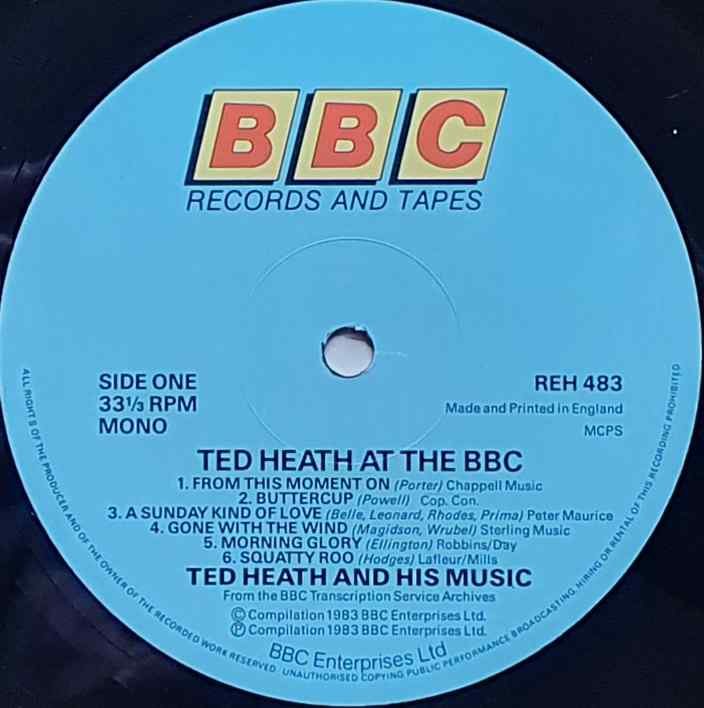 BBC
RECORDS AND TAPES
SIDE ONE
33⅓ RPM
MONO
REH 483
Made and Printed in England
MCPS
TED HEATH AT THE BBC
1. FROM THIS MOMENT ON (Porter) Chappell Music
2. BUTTERCUP (Powell) Cop. Con.
3. A SUNDAY KIND OF LOVE (Belle, Leonard, Rhodes, Prima) Peter Maurice
4. GONE WITH THE WIND (Magidson, Wrubel) Sterling Music
5. MORNING GLORY (Ellington) Robbins/Day
6. SQUATTY ROO (Hodges) Lafleur/Mills
TED HEATH AND HIS MUSIC
From the BBC Transcription Service Archives
© Compilation 1983 BBC Enterprises Ltd.
℗ Compilation 1983 BBC Enterprises Ltd.
BBC Enterprises Ltd
ALL RIGHTS OF THE PRODUCER AND OF THE OWNER OF THE RECORDED WORK RESERVED · UNAUTHORISED COPYING PUBLIC PERFORMANCE BROADCASTING, HIRING OR RENTAL OF THIS RECORDING PROHIBITED